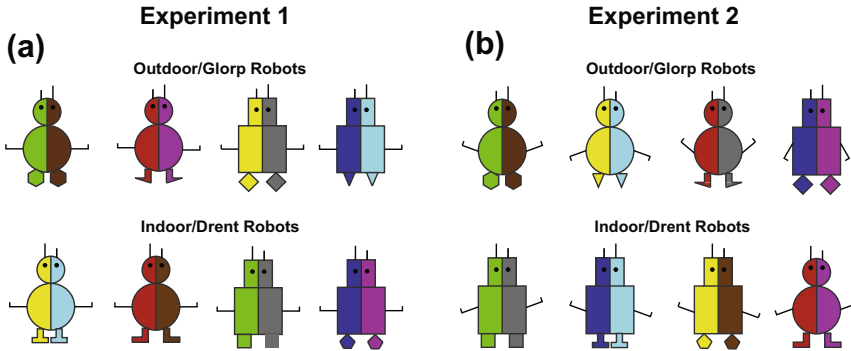 Experiment 1
(a)
Outdoor/Glorp Robots
Indoor/Drent Robots
Experiment 2
(b)
Outdoor/Glorp Robots
Indoor/Drent Robots